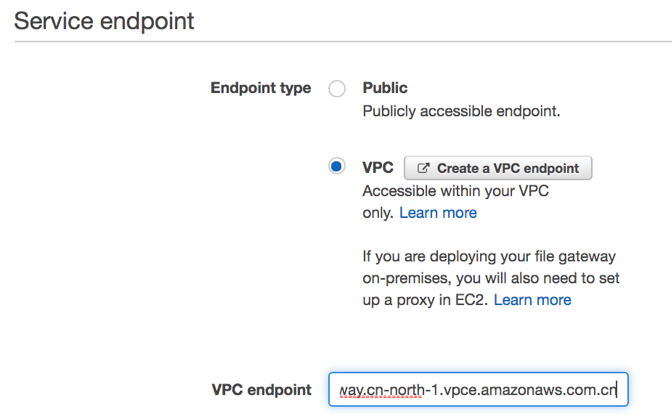 Service endpoint
Endpoint type
Public
Publicly accessible endpoint.
VPC
Create a VPC endpoint
Accessible within your VPC
only. Learn more
If you are deploying your file gateway
on-premises, you will also need to set
up a proxy in EC2. Learn more
VPC endpoint
way.cn-north-1.vpce.amazonaws.com.cn